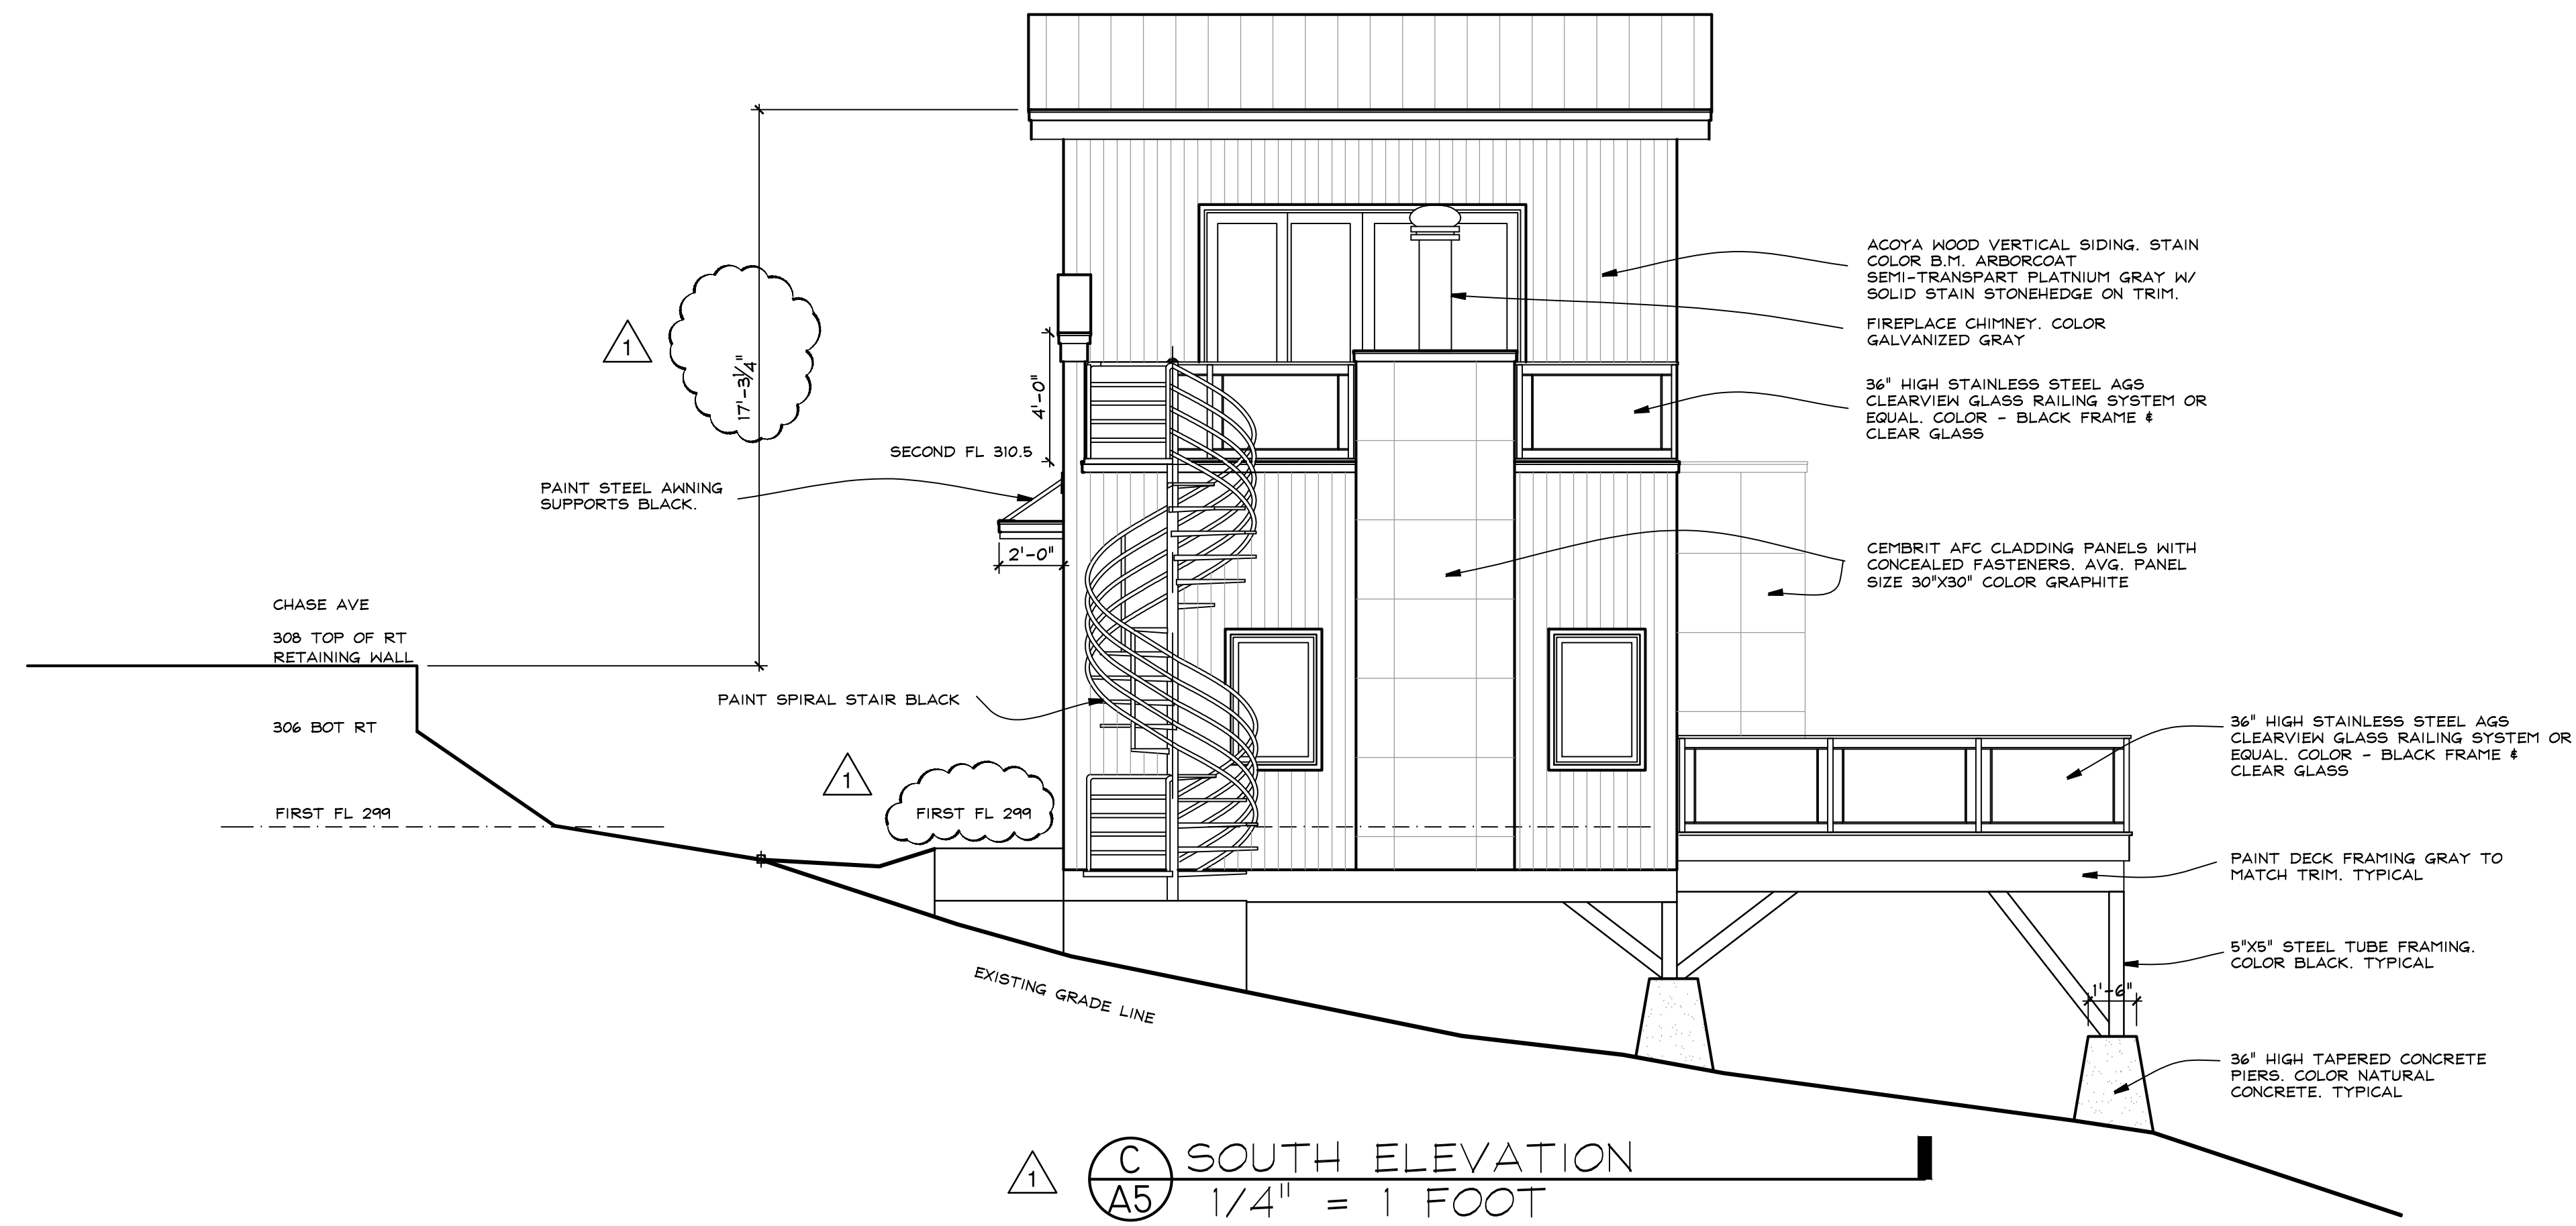 ACOYA WOOD VERTICAL SIDING. STAIN
COLOR B.M. ARBORCOAT
SEMI-TRANSPART PLATNIUM GRAY W/
SOLID STAIN STONEHEDGE ON TRIM.
FIREPLACE CHIMNEY. COLOR
GALVANIZED GRAY
1
17'-3 1/4"
4'-0"
36" HIGH STAINLESS STEEL AGS
CLEARVIEW GLASS RAILING SYSTEM OR
EQUAL. COLOR - BLACK FRAME &
CLEAR GLASS
SECOND FL 310.5
PAINT STEEL AWNING
SUPPORTS BLACK.
2'-0"
CEMBRIT AFC CLADDING PANELS WITH
CONCEALED FASTENERS. AVG. PANEL
SIZE 30"X30" COLOR GRAPHITE
CHASE AVE
308 TOP OF RT
RETAINING WALL
306 BOT RT
PAINT SPIRAL STAIR BLACK
36" HIGH STAINLESS STEEL AGS
CLEARVIEW GLASS RAILING SYSTEM OR
EQUAL. COLOR - BLACK FRAME &
CLEAR GLASS
1
FIRST FL 299
FIRST FL 299
PAINT DECK FRAMING GRAY TO
MATCH TRIM. TYPICAL
5"X5" STEEL TUBE FRAMING.
COLOR BLACK. TYPICAL
1'-6"
EXISTING GRADE LINE
36" HIGH TAPERED CONCRETE
PIERS. COLOR NATURAL
CONCRETE. TYPICAL
1
C
A5
SOUTH ELEVATION
1/4" = 1 FOOT